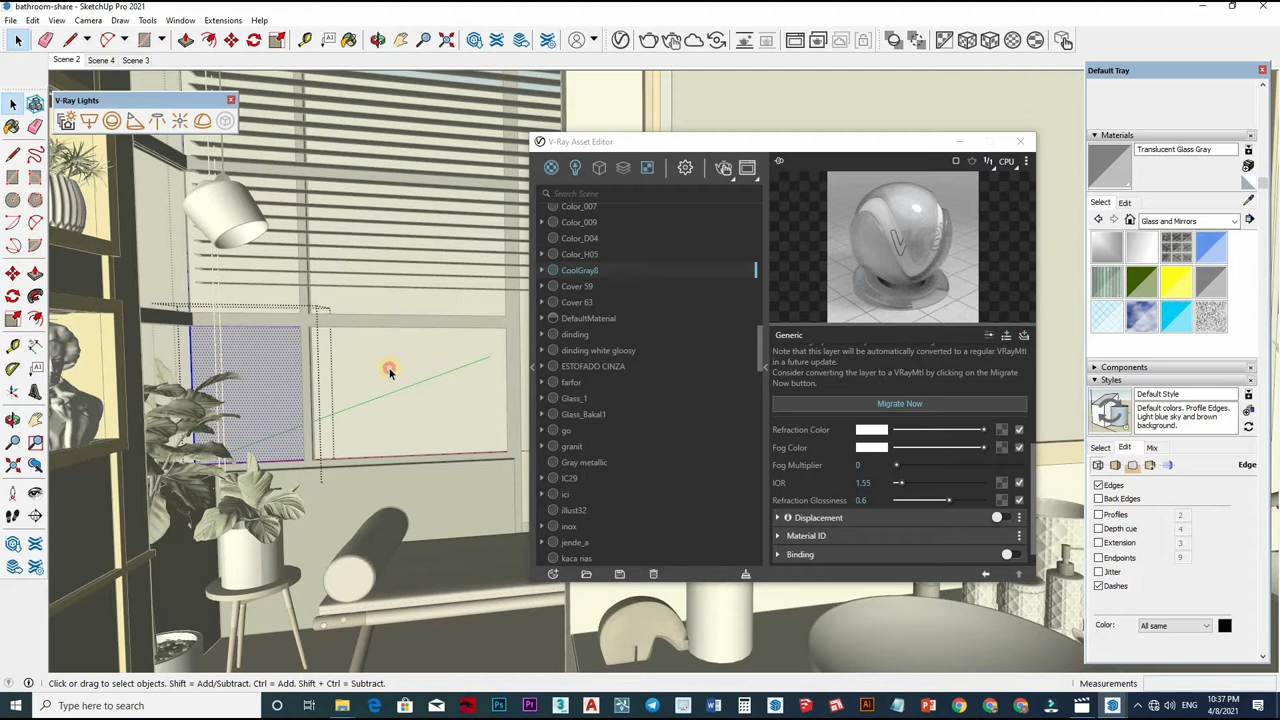 bathroom-share - SketchUp Pro 2021
File Edit View Camera Draw Tools Window Extensions Help
Scene 2 Scene 4 Scene 3
V-Ray Lights
V-Ray Asset Editor
Search Scene
Color_007
Color_009
Color_D04
Color_H05
CoolGray8
Cover 59
Cover 63
DefaultMaterial
dinding
dinding white gloosy
ESTOFADO CINZA
farfor
Glass_1
Glass_Bakal1
go
granit
Gray metallic
IC29
ici
illust32
inox
jende_a
kaca rias
1/1 CPU
Generic
Note that this layer will be automatically converted to a regular VRayMtl
in a future update.
Consider converting the layer to a VRayMtl by clicking on the Migrate
Now button.
Migrate Now
Refraction Color
Fog Color
Fog Multiplier 0
IOR 1.55
Refraction Glossiness 0.6
Displacement
Material ID
Binding
Default Tray
Materials
Translucent Glass Gray
Select Edit
Glass and Mirrors
Components
Styles
Default Style
Default colors. Profile Edges.
Light blue sky and
brown background.
Select Edit Mix
Edge
Edges
Back Edges
Profiles 2
Depth cue 4
Extension 3
Endpoints 9
Jitter
Dashes
Color: All same
Click or drag to select objects. Shift = Add/Subtract. Ctrl = Add. Shift + Ctrl = Subtract.
Measurements
Type here to search
10:37 PM
4/8/2021